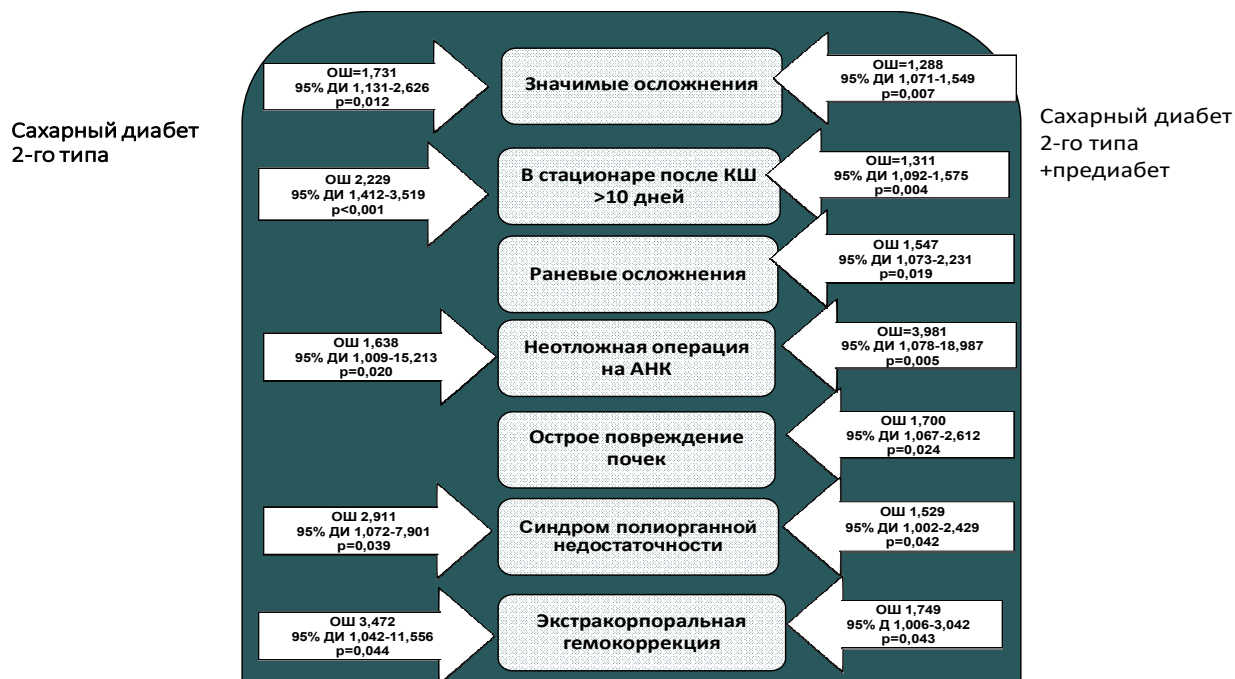 Сахарный диабет
2-го типа
ОШ=1,731
95% ДИ 1,131-2,626
p=0,012
Значимые осложнения
ОШ=1,288
95% ДИ 1,071-1,549
p=0,007
Сахарный диабет
2-го типа
+предиабет
ОШ 2,229
95% ДИ 1,412-3,519
p<0,001
В стационаре после КШ
>10 дней
ОШ=1,311
95% ДИ 1,092-1,575
p=0,004
Раневые осложнения
ОШ 1,547
95% ДИ 1,073-2,231
p=0,019
ОШ 1,638
95% ДИ 1,009-15,213
p=0,020
Неотложная операция
на АНК
ОШ=3,981
95% ДИ 1,078-18,987
p=0,005
Острое повреждение
почек
ОШ 1,700
95% ДИ 1,067-2,612
p=0,024
ОШ 2,911
95% ДИ 1,072-7,901
p=0,039
Синдром полиорганной
недостаточности
ОШ 1,529
95% ДИ 1,002-2,429
p=0,042
ОШ 3,472
95% ДИ 1,042-11,556
p=0,044
Экстракорпоральная
гемокоррекция
ОШ 1,749
95% Д 1,006-3,042
p=0,043